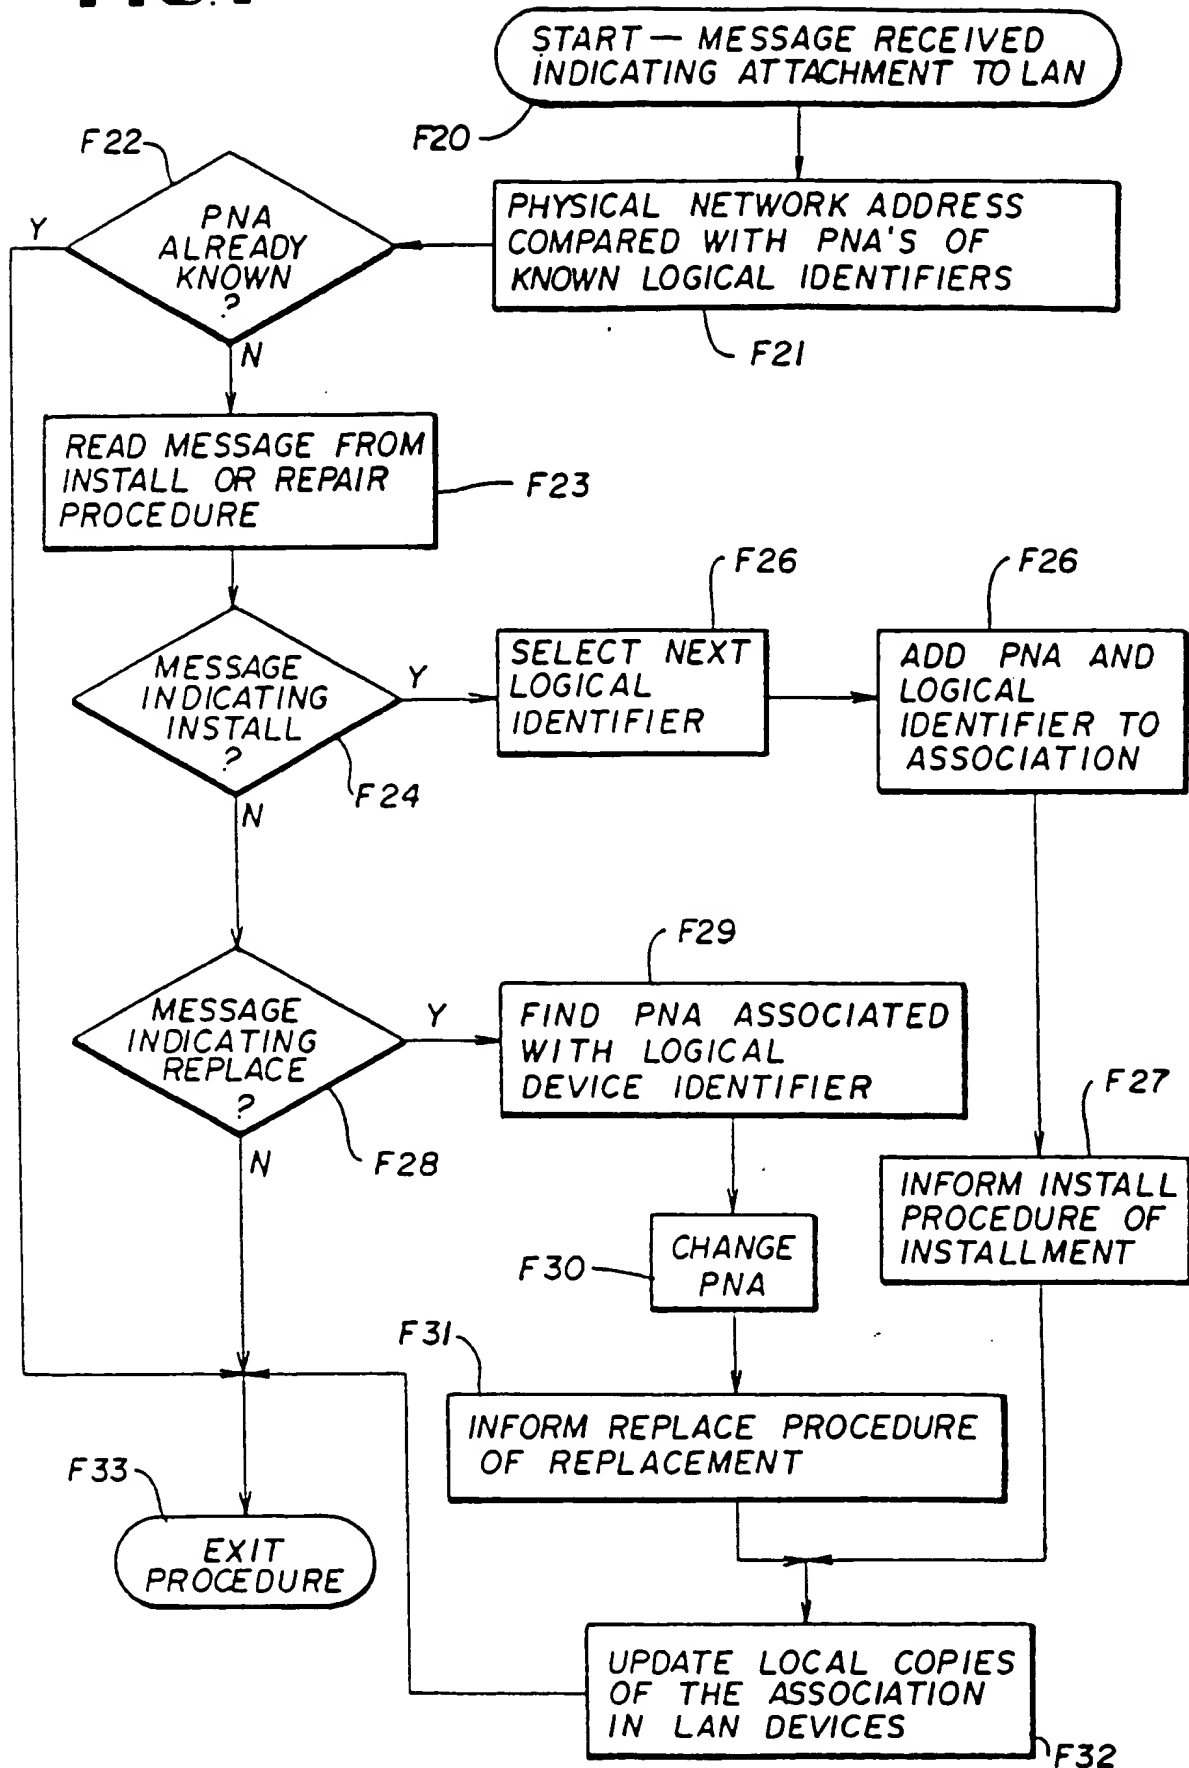 START — MESSAGE RECEIVED
INDICATING ATTACHMENT TO LAN
F20
F22
Y
PNA
ALREADY
KNOWN
?
N
PHYSICAL NETWORK ADDRESS
COMPARED WITH PNA'S OF
KNOWN LOGICAL IDENTIFIERS
F21
READ MESSAGE FROM
INSTALL OR REPAIR
PROCEDURE
F23
MESSAGE
INDICATING
INSTALL
?
Y
N
F24
F26
SELECT NEXT
LOGICAL
IDENTIFIER
F26
ADD PNA AND
LOGICAL
IDENTIFIER TO
ASSOCIATION
MESSAGE
INDICATING
REPLACE
?
Y
N
F28
F29
FIND PNA ASSOCIATED
WITH LOGICAL
DEVICE IDENTIFIER
F27
INFORM INSTALL
PROCEDURE OF
INSTALLMENT
F30
CHANGE
PNA
F31
INFORM REPLACE PROCEDURE
OF REPLACEMENT
F33
EXIT
PROCEDURE
UPDATE LOCAL COPIES
OF THE ASSOCIATION
IN LAN DEVICES
F32